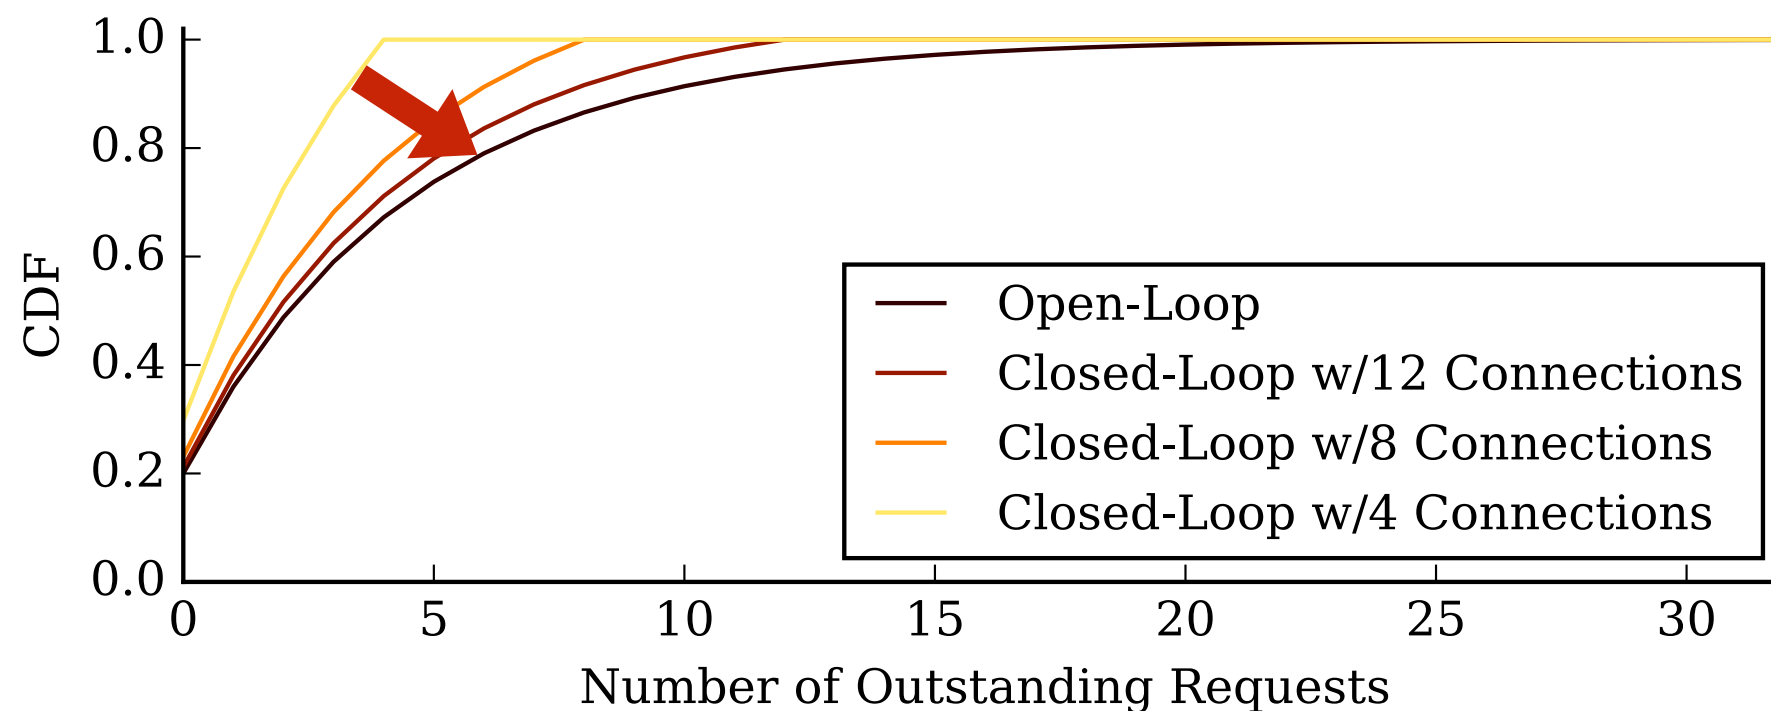 1.0
0.8
0.6
0.4
0.2
0.0
CDF
0 5 10 15 20 25 30
Number of Outstanding Requests
Open-Loop
Closed-Loop w/12 Connections
Closed-Loop w/8 Connections
Closed-Loop w/4 Connections